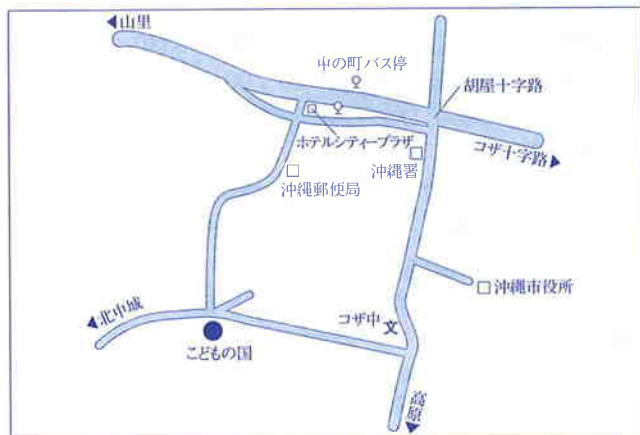 山里
中の町バス停
胡屋十字路
ホテルシティープラザ
コザ十字路
沖縄署
沖縄郵便局
沖縄市役所
北中城
コザ中
文
こどもの国
高原